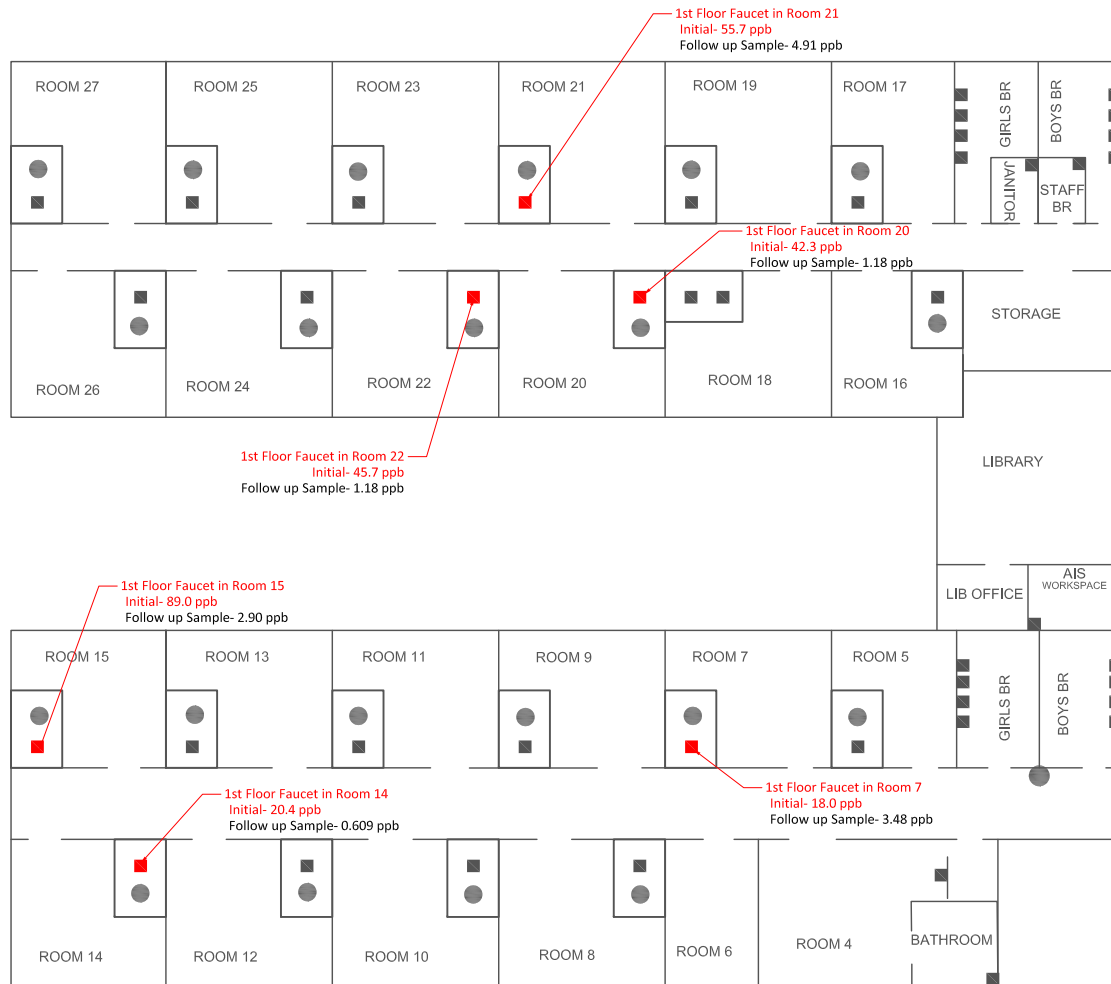 1st Floor Faucet in Room 21
Initial- 55.7 ppb
Follow up Sample- 4.91 ppb
ROOM 27
ROOM 25
ROOM 23
ROOM 21
ROOM 19
ROOM 17
GIRLS BR
BOYS BR
JANITOR
STAFF
BR
1st Floor Faucet in Room 20
Initial- 42.3 ppb
Follow up Sample- 1.18 ppb
STORAGE
ROOM 26
ROOM 24
ROOM 22
ROOM 20
ROOM 18
ROOM 16
1st Floor Faucet in Room 22
Initial- 45.7 ppb
Follow up Sample- 1.18 ppb
LIBRARY
1st Floor Faucet in Room 15
Initial- 89.0 ppb
Follow up Sample- 2.90 ppb
LIB OFFICE
AIS
WORKSPACE
ROOM 15
ROOM 13
ROOM 11
ROOM 9
ROOM 7
ROOM 5
GIRLS BR
BOYS BR
1st Floor Faucet in Room 14
Initial- 20.4 ppb
Follow up Sample- 0.609 ppb
1st Floor Faucet in Room 7
Initial- 18.0 ppb
Follow up Sample- 3.48 ppb
ROOM 14
ROOM 12
ROOM 10
ROOM 8
ROOM 6
ROOM 4
BATHROOM